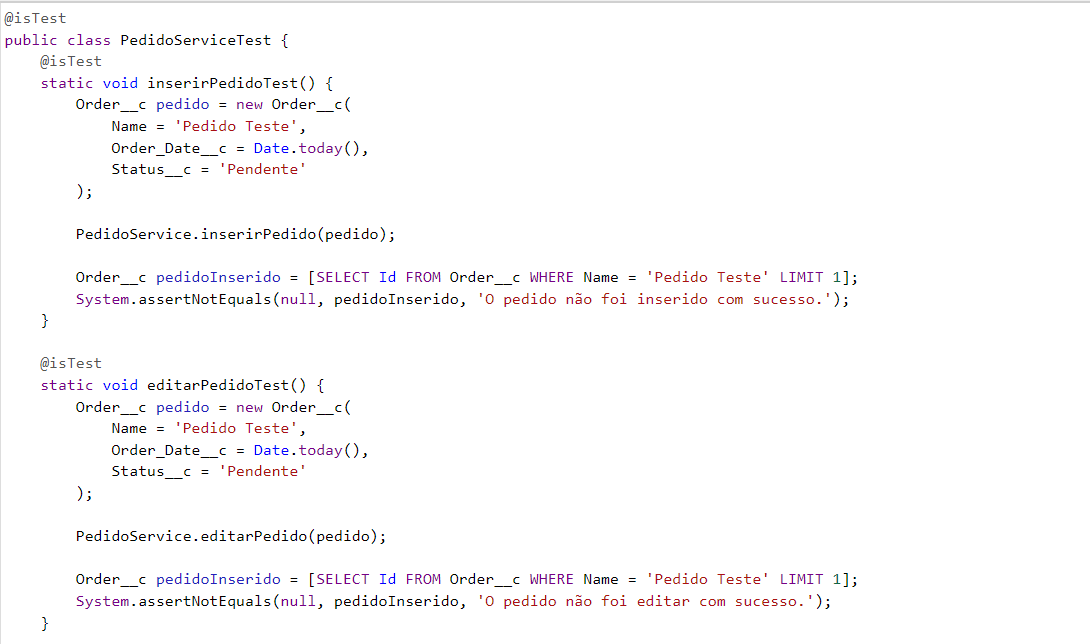 @isTest
public class PedidoServiceTest {
    @isTest
    static void inserirPedidoTest() {
        Order__c pedido = new Order__c(
            Name = 'Pedido Teste',
            Order_Date__c = Date.today(),
            Status__c = 'Pendente'
        );

        PedidoService.inserirPedido(pedido);

        Order__c pedidoInserido = [SELECT Id FROM Order__c WHERE Name = 'Pedido Teste' LIMIT 1];
        System.assertNotEquals(null, pedidoInserido, 'O pedido não foi inserido com sucesso.');
    }

    @isTest
    static void editarPedidoTest() {
        Order__c pedido = new Order__c(
            Name = 'Pedido Teste',
            Order_Date__c = Date.today(),
            Status__c = 'Pendente'
        );

        PedidoService.editarPedido(pedido);

        Order__c pedidoInserido = [SELECT Id FROM Order__c WHERE Name = 'Pedido Teste' LIMIT 1];
        System.assertNotEquals(null, pedidoInserido, 'O pedido não foi editar com sucesso.');
    }